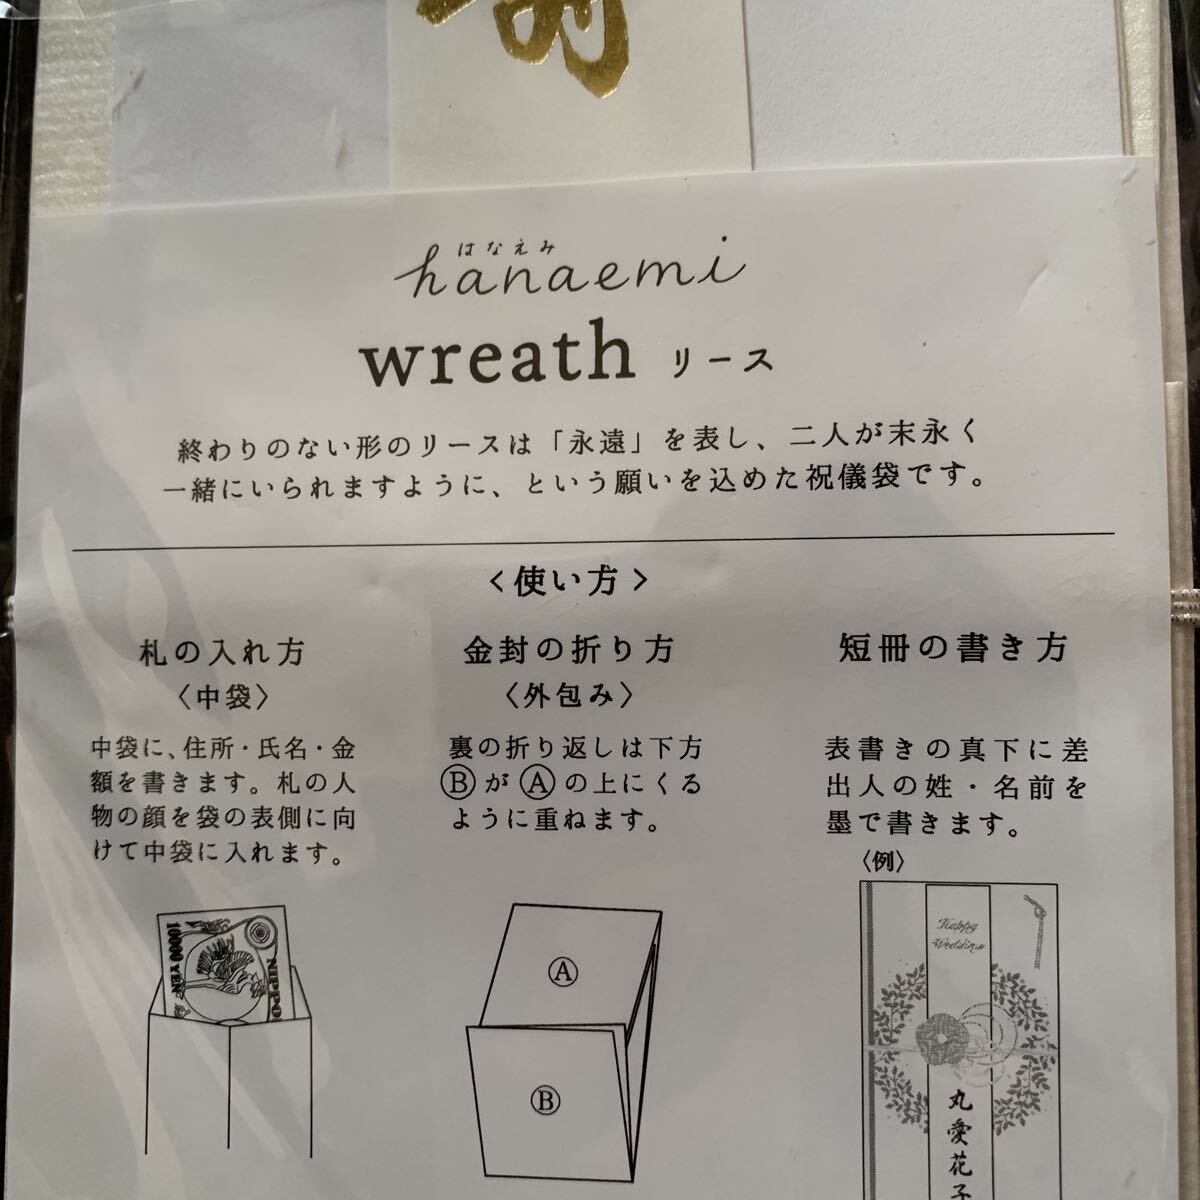 はなえみ
hanaemi
wreath リース
終わりのない形のリースは「永遠」を表し、二人が末永く
一緒にいられますように、という願いを込めた祝儀袋です。
〈使い方〉
札の入れ方
〈中袋〉
中袋に、住所・氏名・金
額を書きます。札の人
物の顔を袋の表側に向
けて中袋に入れます。
10000 YEN
NIPPO
金封の折り方
〈外包み〉
裏の折り返しは下方
Ⓑが Ⓐ の上にくる
ように重ねます。
Ⓐ
Ⓑ
短冊の書き方
表書きの真下に差
出人の姓・名前を
墨で書きます。
〈例〉
Happy
Wedding
丸愛花子